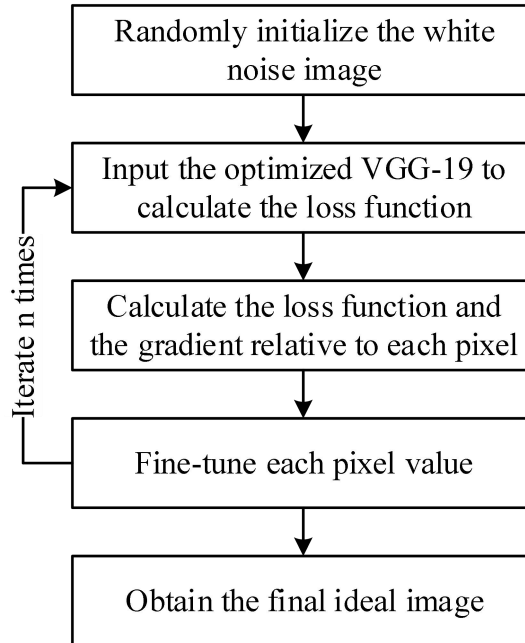 Randomly initialize the white
noise image
Input the optimized VGG-19 to
calculate the loss function
Iterate n times
Calculate the loss function and
the gradient relative to each pixel
Fine-tune each pixel value
Obtain the final ideal image